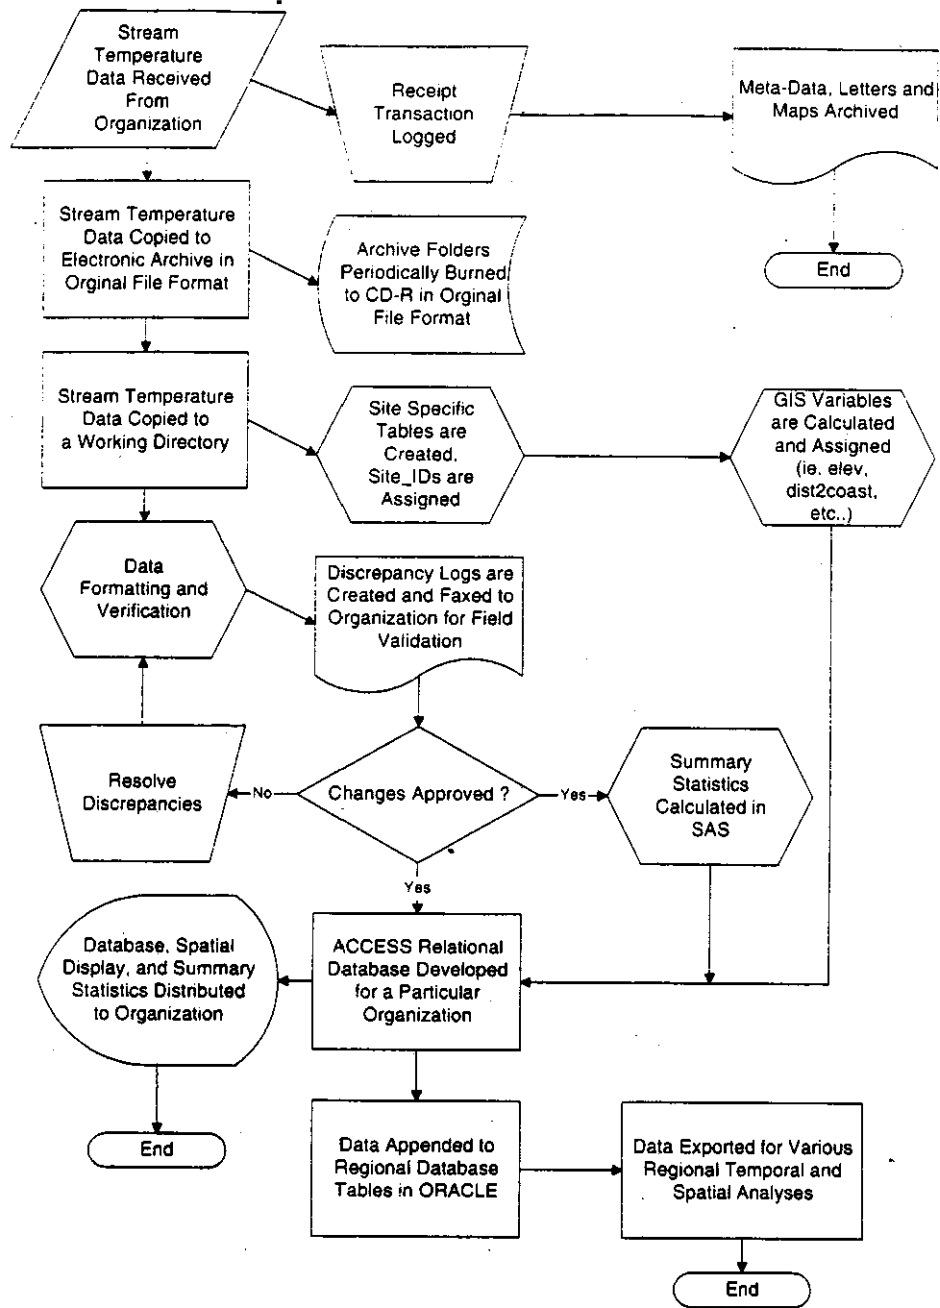 Stream
Temperature
Data Received
From
Organization
Receipt
Transaction
Logged
Meta-Data, Letters and
Maps Archived
End
Stream Temperature
Data Copied to
Electronic Archive in
Orginal File Format
Archive Folders
Periodically Burned
to CD-R in Orginal
File Format
Stream Temperature
Data Copied to
a Working Directory
Site Specific
Tables are
Created,
Site_IDs are
Assigned
GIS Variables
are Calculated
and Assigned
(ie. elev,
dist2coast,
etc..)
Data
Formatting and
Verification
Discrepancy Logs are
Created and Faxed to
Organization for Field
Validation
Resolve
Discrepancies
No
Changes Approved ?
Yes
Summary
Statistics
Calculated in
SAS
Yes
Database, Spatial
Display, and Summary
Statistics Distributed
to Organization
ACCESS Relational
Database Developed
for a Particular
Organization
End
Data Appended to
Regional Database
Tables in ORACLE
Data Exported for Various
Regional Temporal and
Spatial Analyses
End